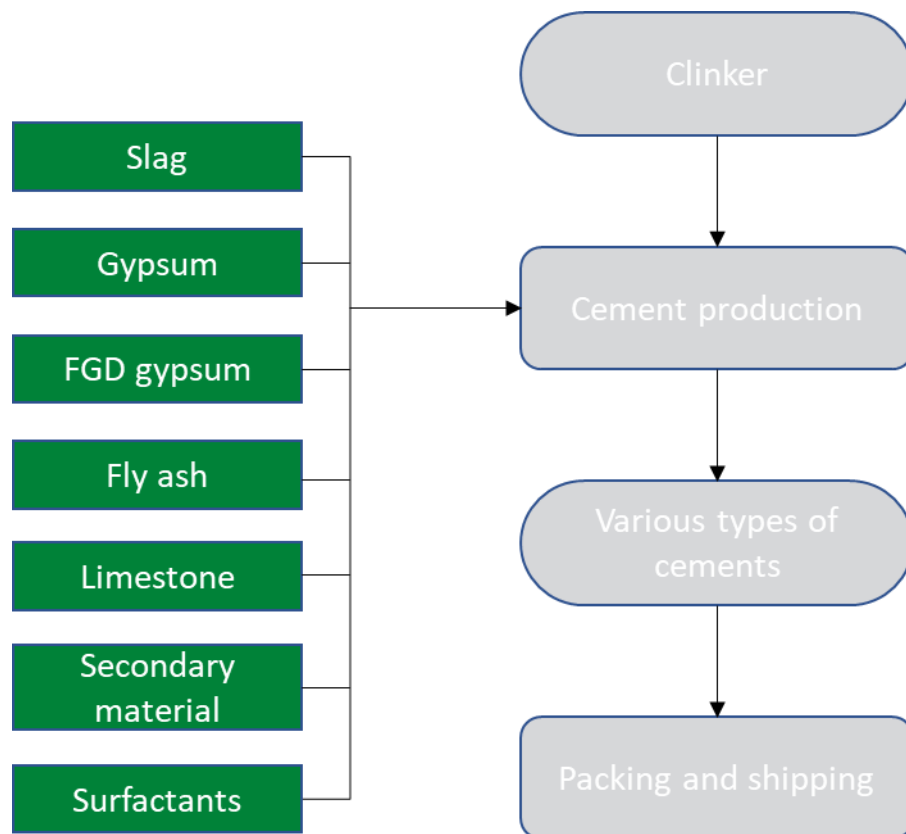 Clinker
Slag
Gypsum
Cement production
FGD gypsum
Fly ash
Various types of
cements
Limestone
Secondary
material
Packing and shipping
Surfactants